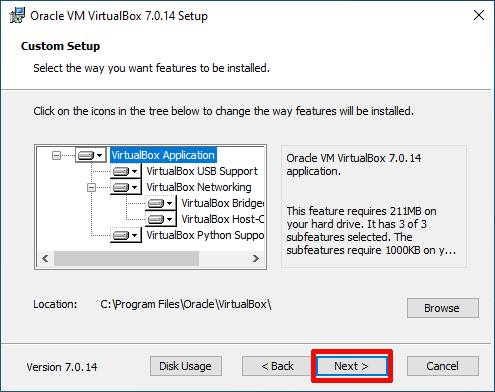 Oracle VM VirtualBox 7.0.14 Setup
Custom Setup
Select the way you want features to be installed.
Click on the icons in the tree below to change the way features will be installed.
VirtualBox Application
VirtualBox USB Support
VirtualBox Networking
VirtualBox Bridged
VirtualBox Host-O
VirtualBox Python Suppo
Oracle VM VirtualBox 7.0.14
application.
This feature requires 211MB on
your hard drive. It has 3 of 3
subfeatures selected. The
subfeatures require 1000KB on y...
Location: C:\Program Files\Oracle\VirtualBox\
Browse
Version 7.0.14
Disk Usage
< Back
Next >
Cancel